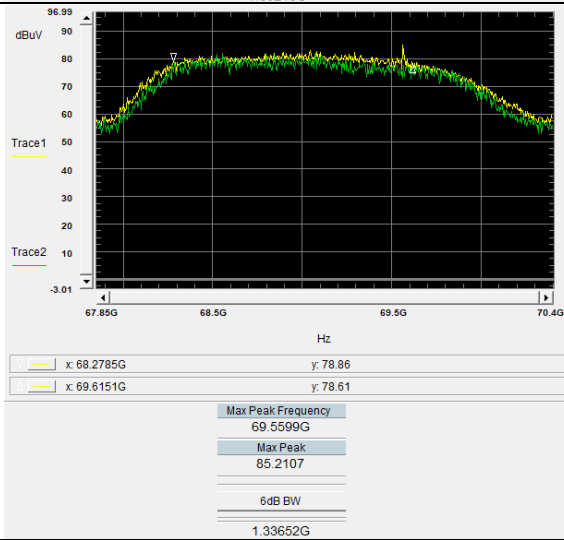 96.99
dBuV
90
80
70
60
Trace1
50
40
30
20
Trace2
10
0
-3.01
67.85G 68.5G 69.5G 70.4G
Hz
x: 68.2785G y: 78.86
x: 69.6151G y: 78.61
Max Peak Frequency
69.5599G
Max Peak
85.2107
6dB BW
1.33652G